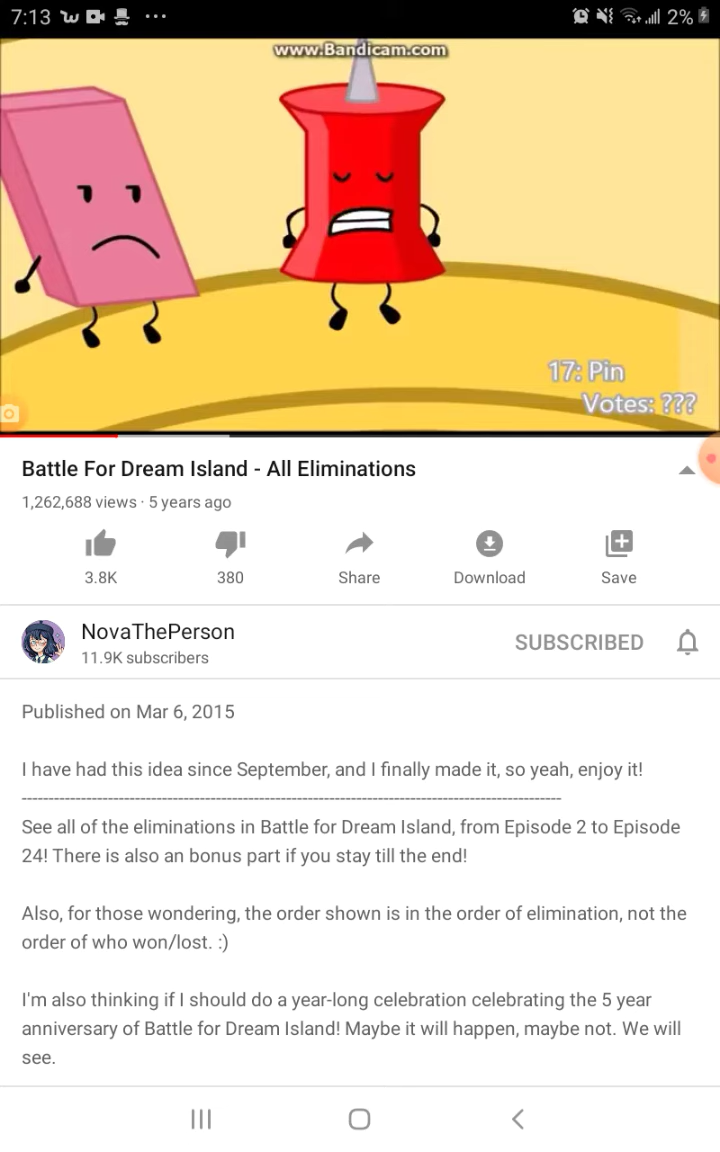 7:13
2%
www.Bandicam.com
17: Pin
Votes: ???
Battle For Dream Island - All Eliminations
1,262,688 views · 5 years ago
3.8K
380
Share
Download
Save
NovaThePerson
11.9K subscribers
SUBSCRIBED
Published on Mar 6, 2015
I have had this idea since September, and I finally made it, so yeah, enjoy it!
--------------------------------------------------------------------------------------------------
See all of the eliminations in Battle for Dream Island, from Episode 2 to Episode
24! There is also an bonus part if you stay till the end!
Also, for those wondering, the order shown is in the order of elimination, not the
order of who won/lost. :)
I'm also thinking if I should do a year-long celebration celebrating the 5 year
anniversary of Battle for Dream Island! Maybe it will happen, maybe not. We will
see.